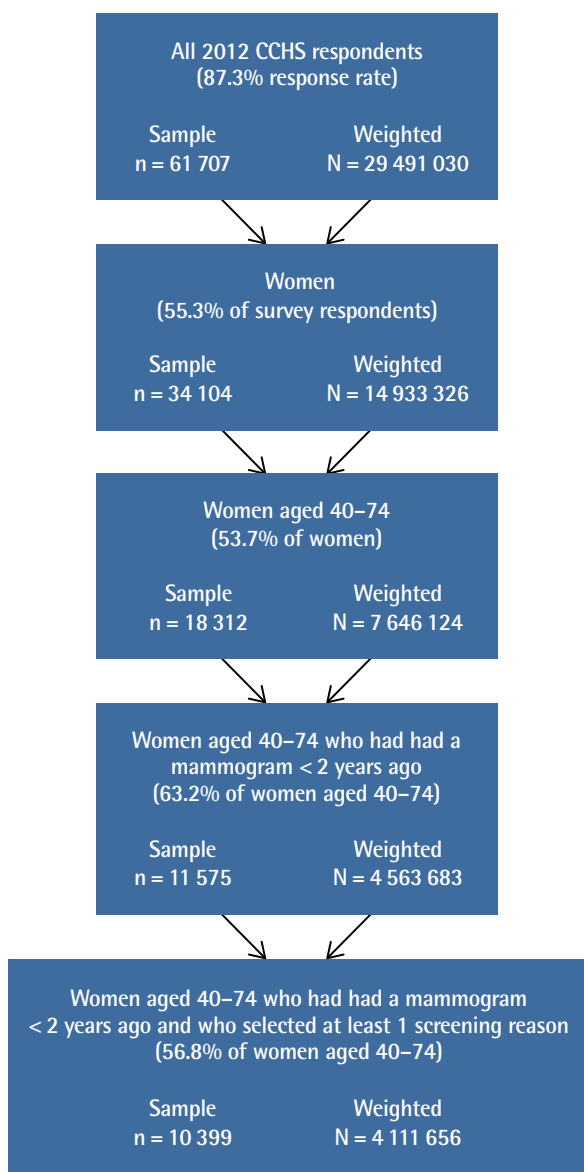 All 2012 CCHS respondents
(87.3% response rate)
Sample Weighted
n = 61 707 N = 29 491 030
Women
(55.3% of survey respondents)
Sample Weighted
n = 34 104 N = 14 933 326
Women aged 40–74
(53.7% of women)
Sample Weighted
n = 18 312 N = 7 646 124
Women aged 40–74 who had had a
mammogram < 2 years ago
(63.2% of women aged 40–74)
Sample Weighted
n = 11 575 N = 4 563 683
Women aged 40–74 who had had a mammogram
< 2 years ago and who selected at least 1 screening reason
(56.8% of women aged 40–74)
Sample Weighted
n = 10 399 N = 4 111 656